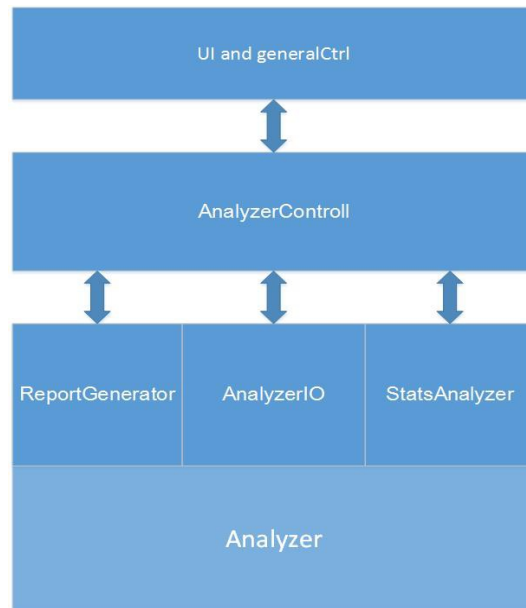 UI and generalCtrl
AnalyzerControll
ReportGenerator
AnalyzerIO
StatsAnalyzer
Analyzer